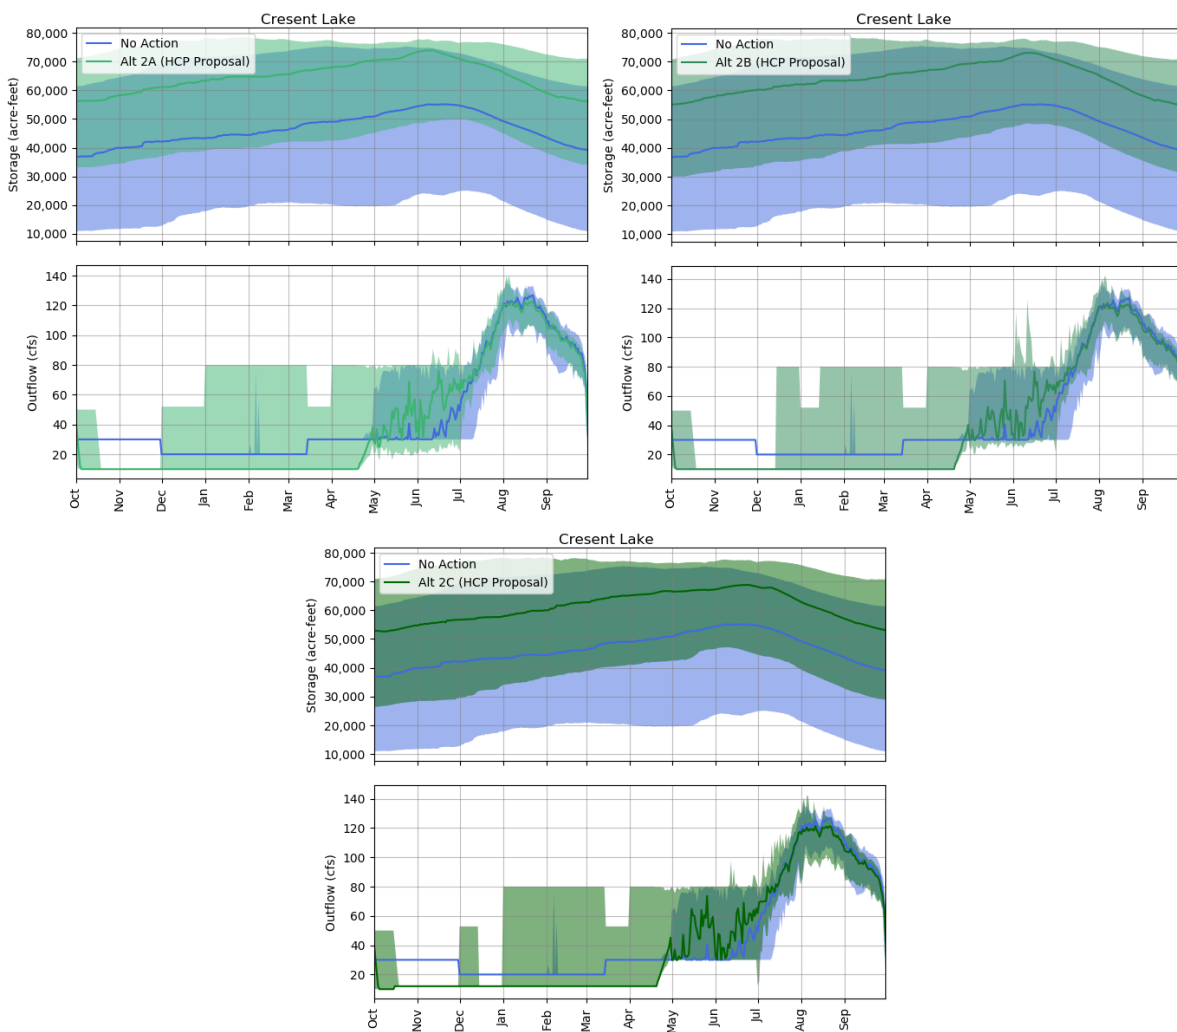 Cresent Lake
No Action
Alt 2A (HCP Proposal)
Storage (acre-feet)
80,000
70,000
60,000
50,000
40,000
30,000
20,000
10,000
Outflow (cfs)
140
120
100
80
60
40
20
Oct Nov Dec Jan Feb Mar Apr May Jun Jul Aug Sep
Cresent Lake
No Action
Alt 2B (HCP Proposal)
Storage (acre-feet)
80,000
70,000
60,000
50,000
40,000
30,000
20,000
10,000
Outflow (cfs)
140
120
100
80
60
40
20
Oct Nov Dec Jan Feb Mar Apr May Jun Jul Aug Sep
Cresent Lake
No Action
Alt 2C (HCP Proposal)
Storage (acre-feet)
80,000
70,000
60,000
50,000
40,000
30,000
20,000
10,000
Outflow (cfs)
140
120
100
80
60
40
20
Oct Nov Dec Jan Feb Mar Apr May Jun Jul Aug Sep